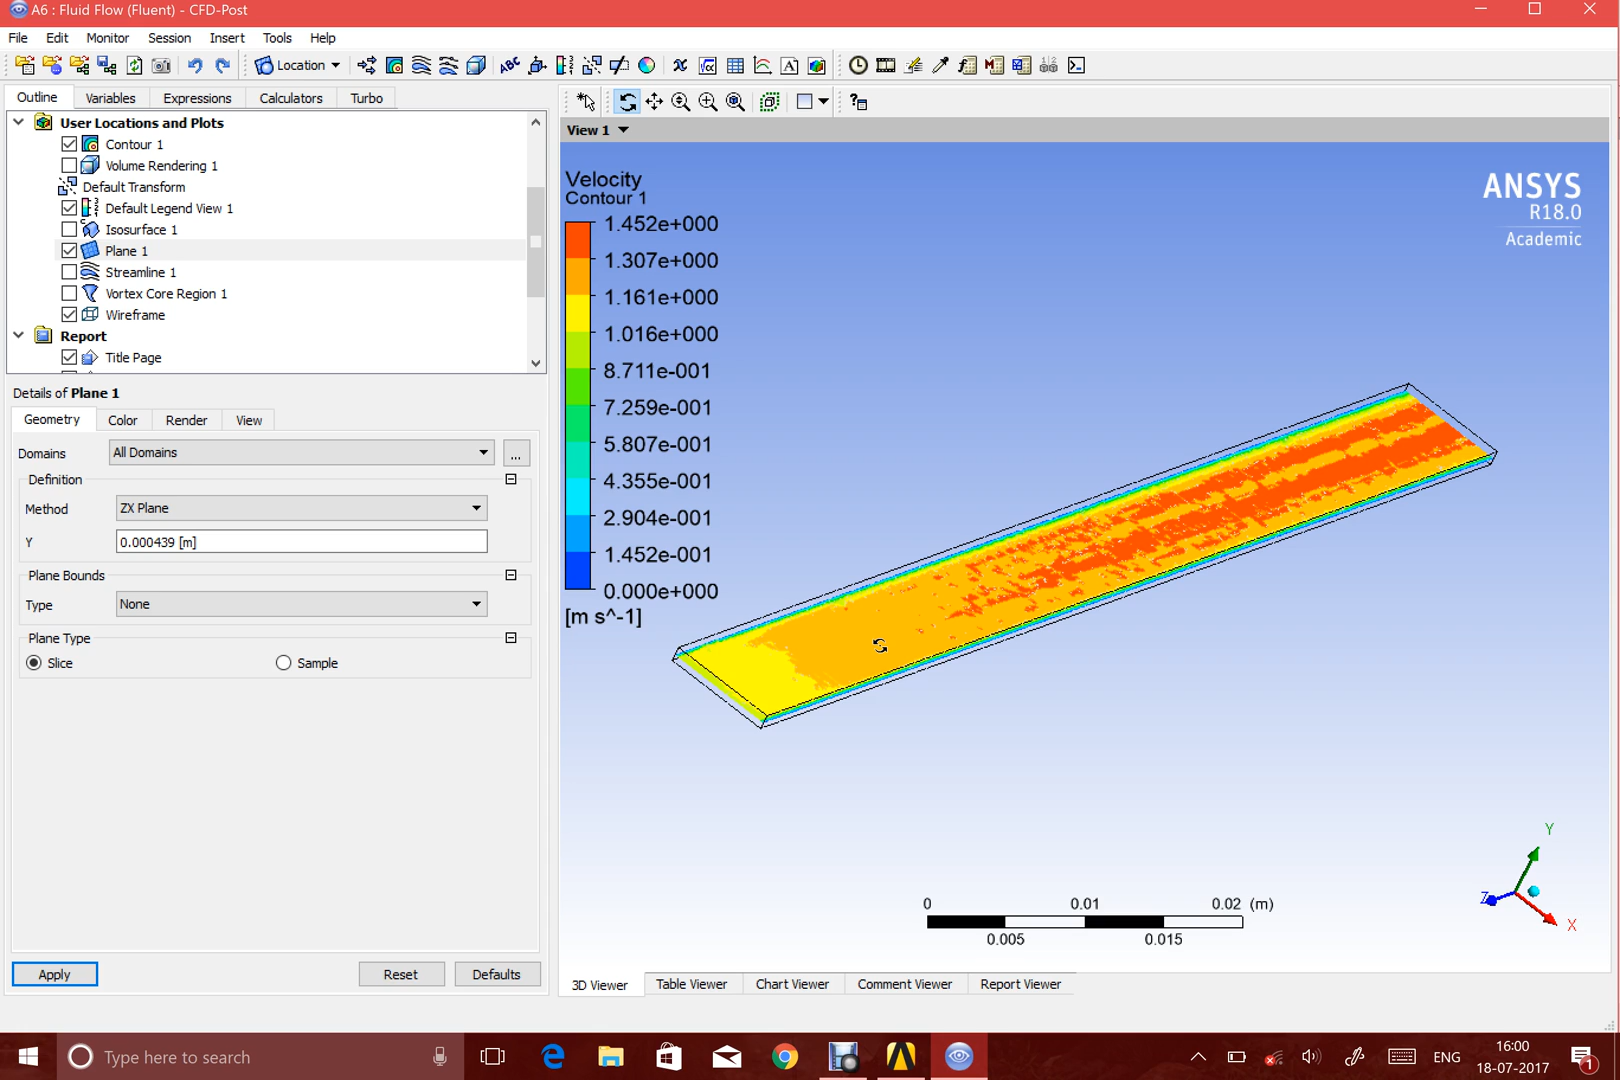 A6 : Fluid Flow (Fluent) - CFD-Post
File Edit Monitor Session Insert Tools Help
Location
Outline Variables Expressions Calculators Turbo
User Locations and Plots
Contour 1
Volume Rendering 1
Default Transform
Default Legend View 1
Isosurface 1
Plane 1
Streamline 1
Vortex Core Region 1
Wireframe
Report
Title Page
Details of Plane 1
Geometry Color Render View
Domains All Domains ...
Definition
Method ZX Plane
Y 0.000439 [m]
Plane Bounds
Type None
Plane Type
Slice Sample
Apply Reset Defaults
View 1
Velocity
Contour 1
1.452e+000
1.307e+000
1.161e+000
1.016e+000
8.711e-001
7.259e-001
5.807e-001
4.355e-001
2.904e-001
1.452e-001
0.000e+000
[m s^-1]
ANSYS
R18.0
Academic
Y
Z
X
0 0.01 0.02 (m)
0.005 0.015
3D Viewer Table Viewer Chart Viewer Comment Viewer Report Viewer
Type here to search
ENG
16:00
18-07-2017
1